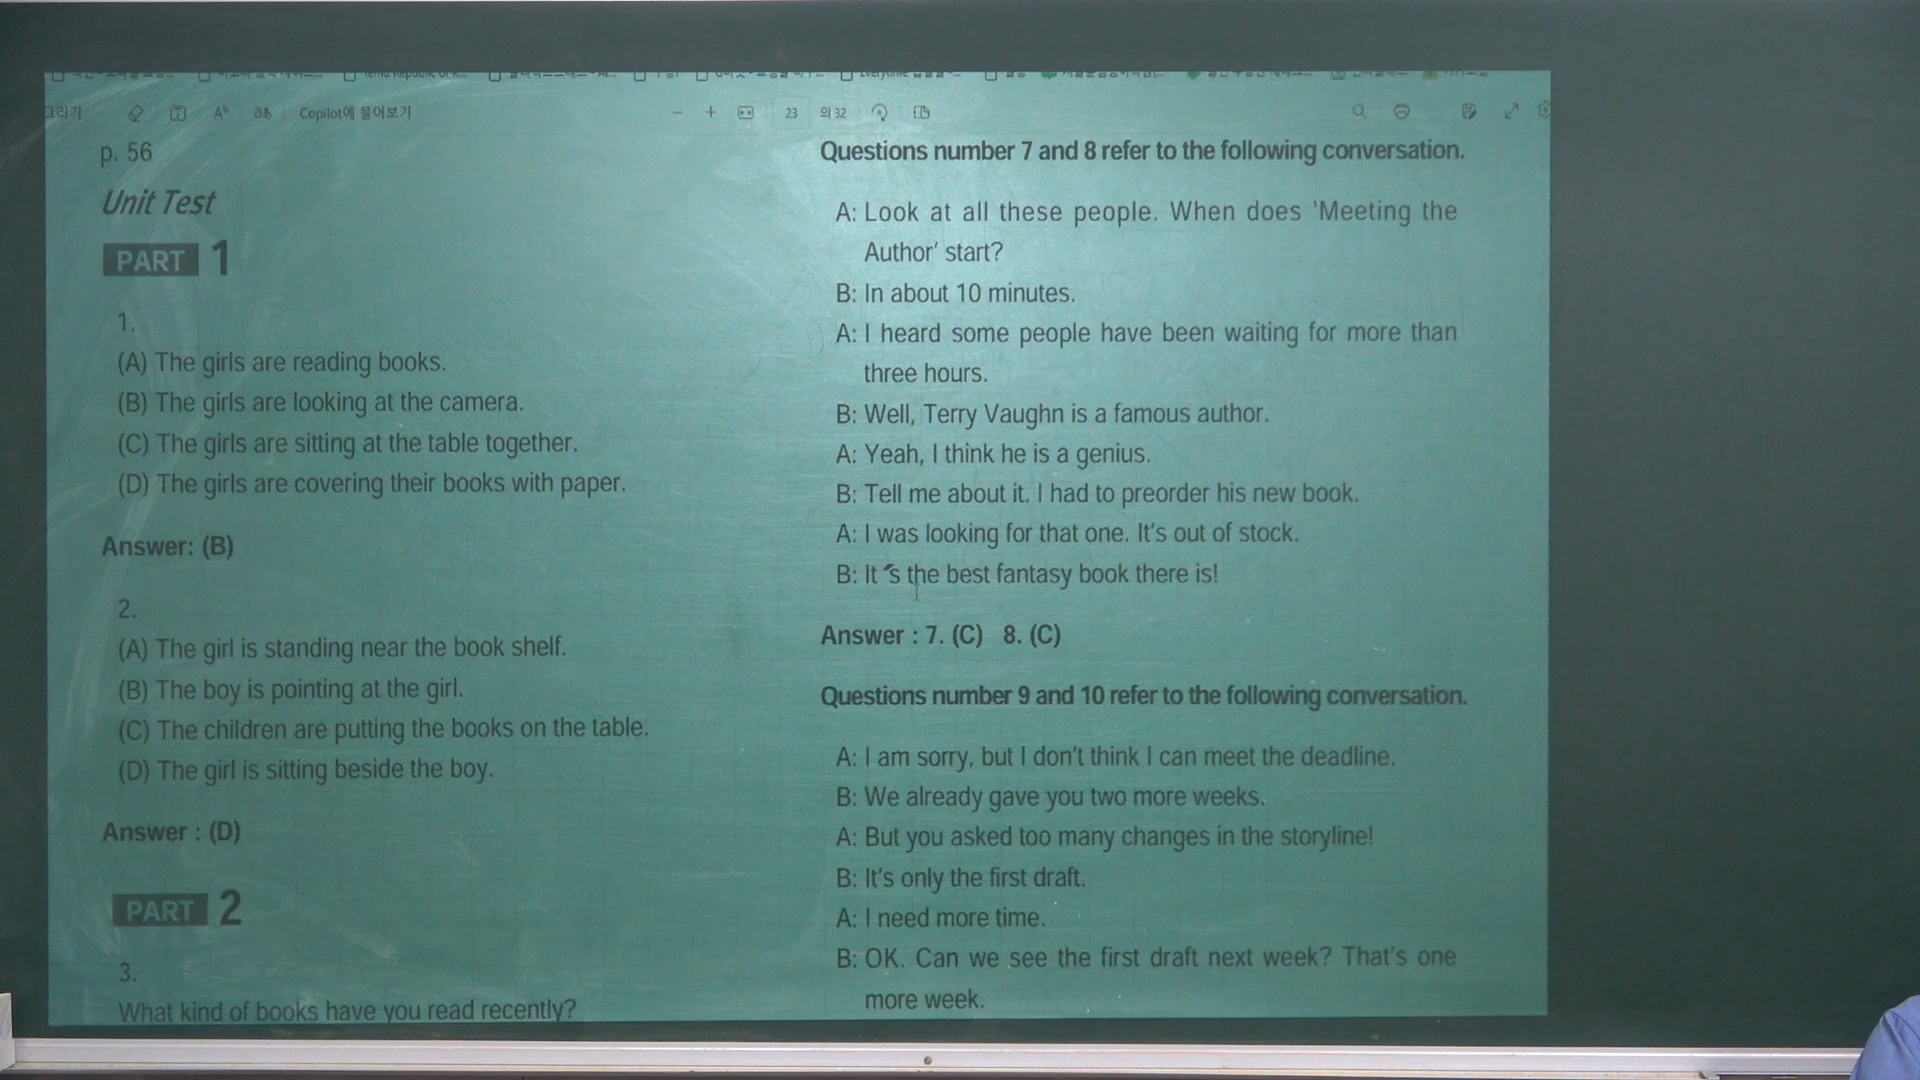 그리기
Copilot에 물어보기
23
의 32
p. 56
Unit Test
PART 1
1.
(A) The girls are reading books.
(B) The girls are looking at the camera.
(C) The girls are sitting at the table together.
(D) The girls are covering their books with paper.
Answer: (B)
2.
(A) The girl is standing near the book shelf.
(B) The boy is pointing at the girl.
(C) The children are putting the books on the table.
(D) The girl is sitting beside the boy.
Answer : (D)
PART 2
3.
What kind of books have you read recently?
Questions number 7 and 8 refer to the following conversation.
A: Look at all these people. When does 'Meeting the
Author' start?
B: In about 10 minutes.
A: I heard some people have been waiting for more than
three hours.
B: Well, Terry Vaughn is a famous author.
A: Yeah, I think he is a genius.
B: Tell me about it. I had to preorder his new book.
A: I was looking for that one. It's out of stock.
B: It´s the best fantasy book there is!
Answer : 7. (C) 8. (C)
Questions number 9 and 10 refer to the following conversation.
A: I am sorry, but I don't think I can meet the deadline.
B: We already gave you two more weeks.
A: But you asked too many changes in the storyline!
B: It's only the first draft.
A: I need more time.
B: OK. Can we see the first draft next week? That's one
more week.